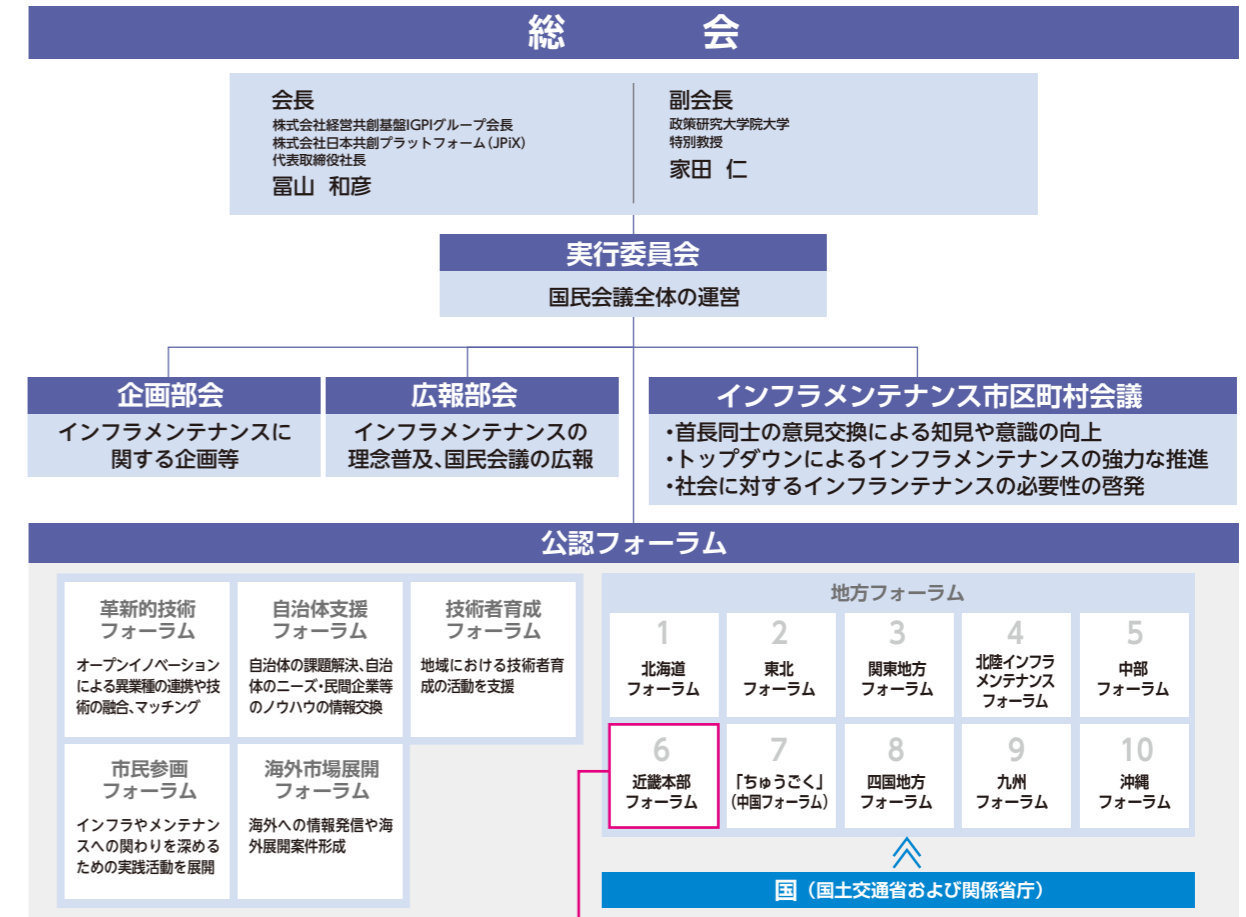 総 会
会長
株式会社経営共創基盤IGPIグループ会長
株式会社日本共創プラットフォーム(JPiX)
代表取締役社長
冨山 和彦
副会長
政策研究大学院大学
特別教授
家田 仁
実行委員会
国民会議全体の運営
企画部会
インフラメンテナンスに
関する企画等
広報部会
インフラメンテナンスの
理念普及、国民会議の広報
インフラメンテナンス市区町村会議
・首長同士の意見交換による知見や意識の向上
・トップダウンによるインフラメンテナンスの強力な推進
・社会に対するインフランテナンスの必要性の啓発
公認フォーラム
革新的技術
フォーラム
オープンイノベーション
による異業種の連携や技
術の融合、マッチング
自治体支援
フォーラム
自治体の課題解決、自治
体のニーズ・民間企業等
のノウハウの情報交換
技術者育成
フォーラム
地域における技術者育
成の活動を支援
市民参画
フォーラム
インフラやメンテナン
スへの関わりを深める
ための実践活動を展開
海外市場展開
フォーラム
海外への情報発信や海
外展開案件形成
地方フォーラム
1
北海道
フォーラム
2
東北
フォーラム
3
関東地方
フォーラム
4
北陸インフラ
メンテナンス
フォーラム
5
中部
フォーラム
6
近畿本部
フォーラム
7
「ちゅうごく」
(中国フォーラム)
8
四国地方
フォーラム
9
九州
フォーラム
10
沖縄
フォーラム
国(国土交通省および関係省庁)